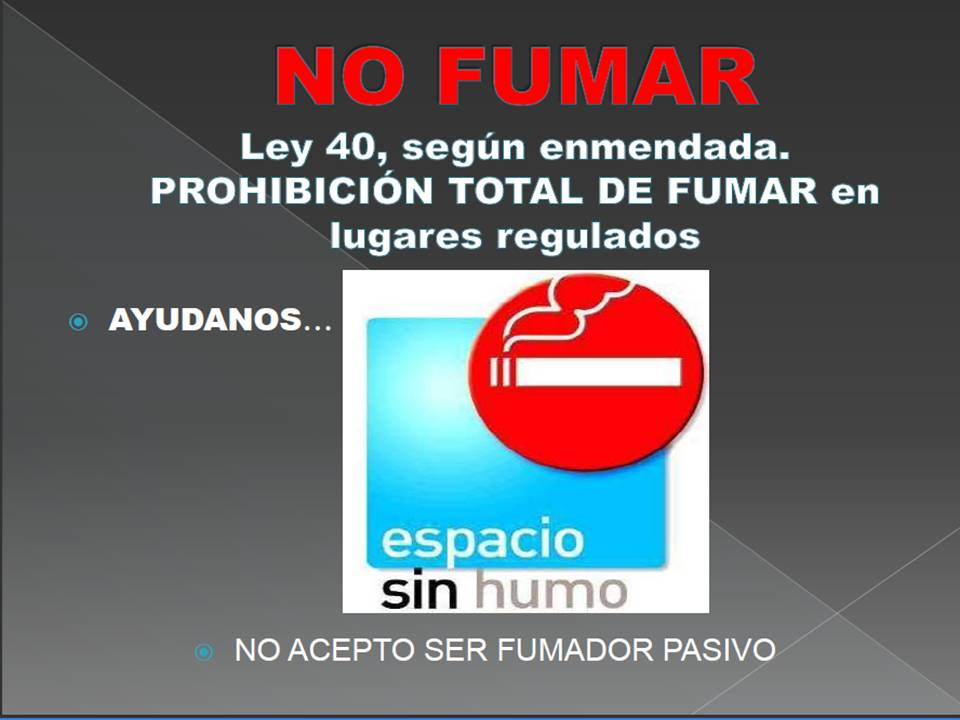 NO FUMAR
Ley 40, según enmendada.
PROHIBICIÓN TOTAL DE FUMAR en
lugares regulados
AYUDANOS…
espacio
sin humo
NO ACEPTO SER FUMADOR PASIVO